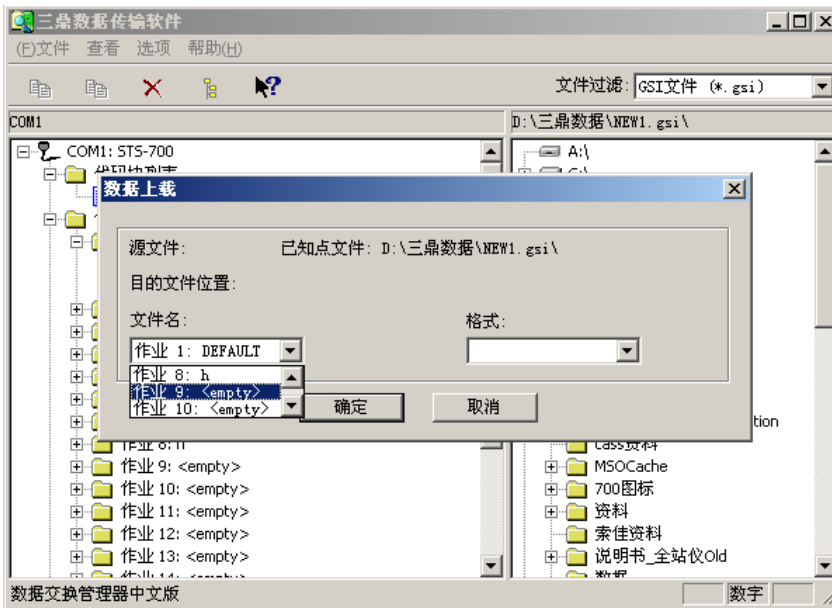 三鼎数据传输软件
(F)文件 查看 选项 帮助(H)
文件过滤: GSI文件 (*.gsi)
COM1
D:\三鼎数据\NEW1.gsi\
COM1: STS-700
A:\
数据上载
源文件: 已知点文件: D:\三鼎数据\NEW1.gsi\
目的文件位置:
文件名: 格式:
作业 1: DEFAULT
作业 8: h
作业 9: <empty>
作业 10: <empty>
确定 取消
tion
作业 8: h
cass资料
作业 9: <empty>
MSOCache
作业 10: <empty>
700图标
作业 11: <empty>
资料
作业 12: <empty>
索佳资料
作业 13: <empty>
说明书_全站仪Old
数据交换管理器中文版
数字